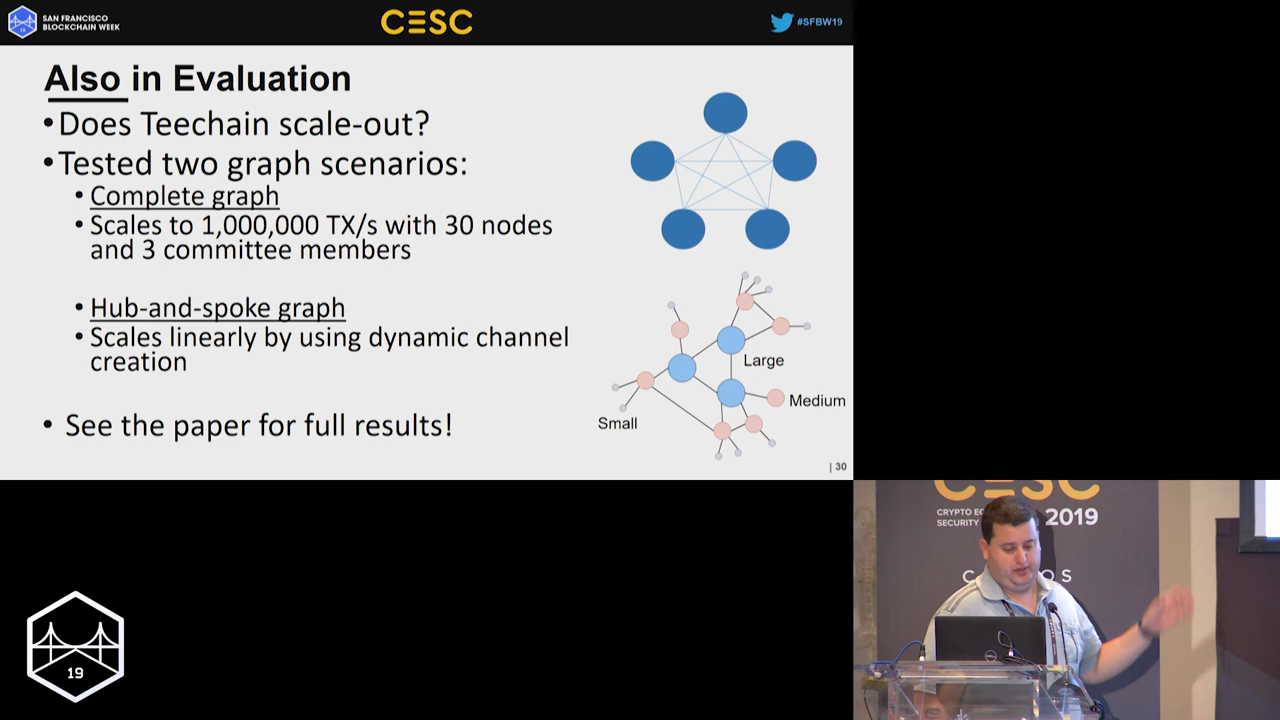 SAN FRANCISCO
BLOCKCHAIN WEEK
19
CESC
#SFBW19
Also in Evaluation
•Does Teechain scale-out?
•Tested two graph scenarios:
• Complete graph
• Scales to 1,000,000 TX/s with 30 nodes
and 3 committee members
• Hub-and-spoke graph
• Scales linearly by using dynamic channel
creation
• See the paper for full results!
Large
Medium
Small
| 30
19
CESC
CRYPTO
SECURITY
2019
DELL